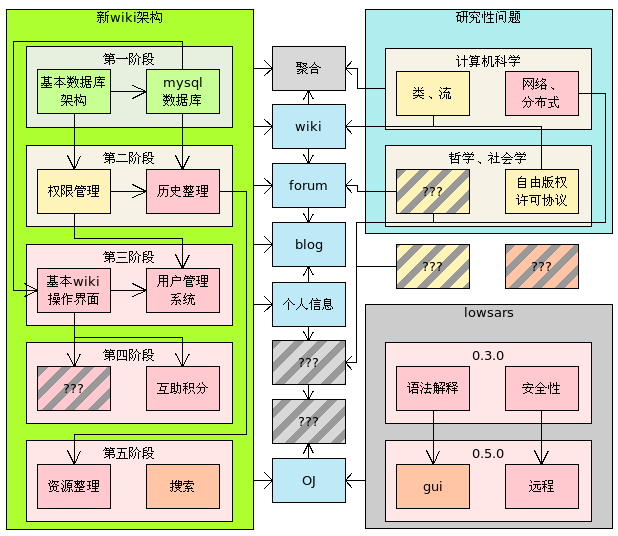 新wiki架构
第一阶段
基本数据库
架构
mysql
数据库
第二阶段
权限管理
历史整理
第三阶段
基本wiki
操作界面
用户管理
系统
第四阶段
???
互助积分
第五阶段
资源整理
搜索
聚合
wiki
forum
blog
个人信息
???
???
OJ
研究性问题
计算机科学
类、流
网络、
分布式
哲学、社会学
???
自由版权
许可协议
???
???
lowsars
0.3.0
语法解释
安全性
0.5.0
gui
远程